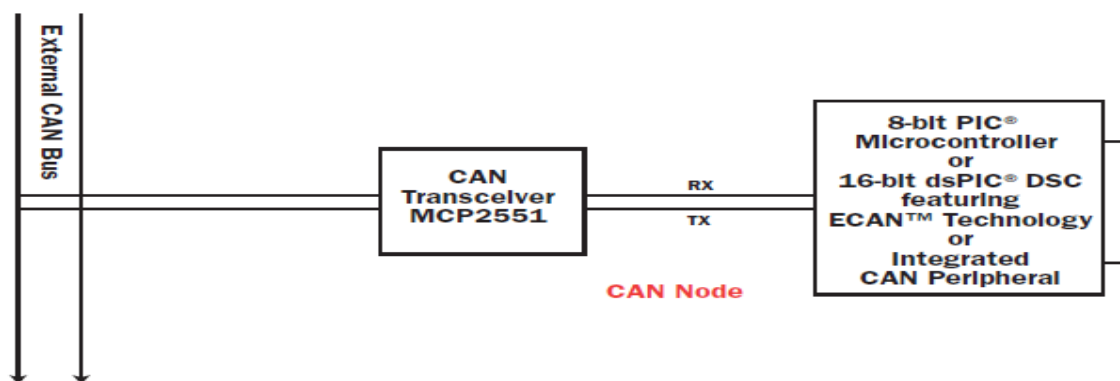 External CAN Bus
CAN
Transceiver
MCP2551
RX
TX
CAN Node
8-bit PIC®
Microcontroller
or
16-bit dsPIC® DSC
featuring
ECAN™ Technology
or
Integrated
CAN Peripheral